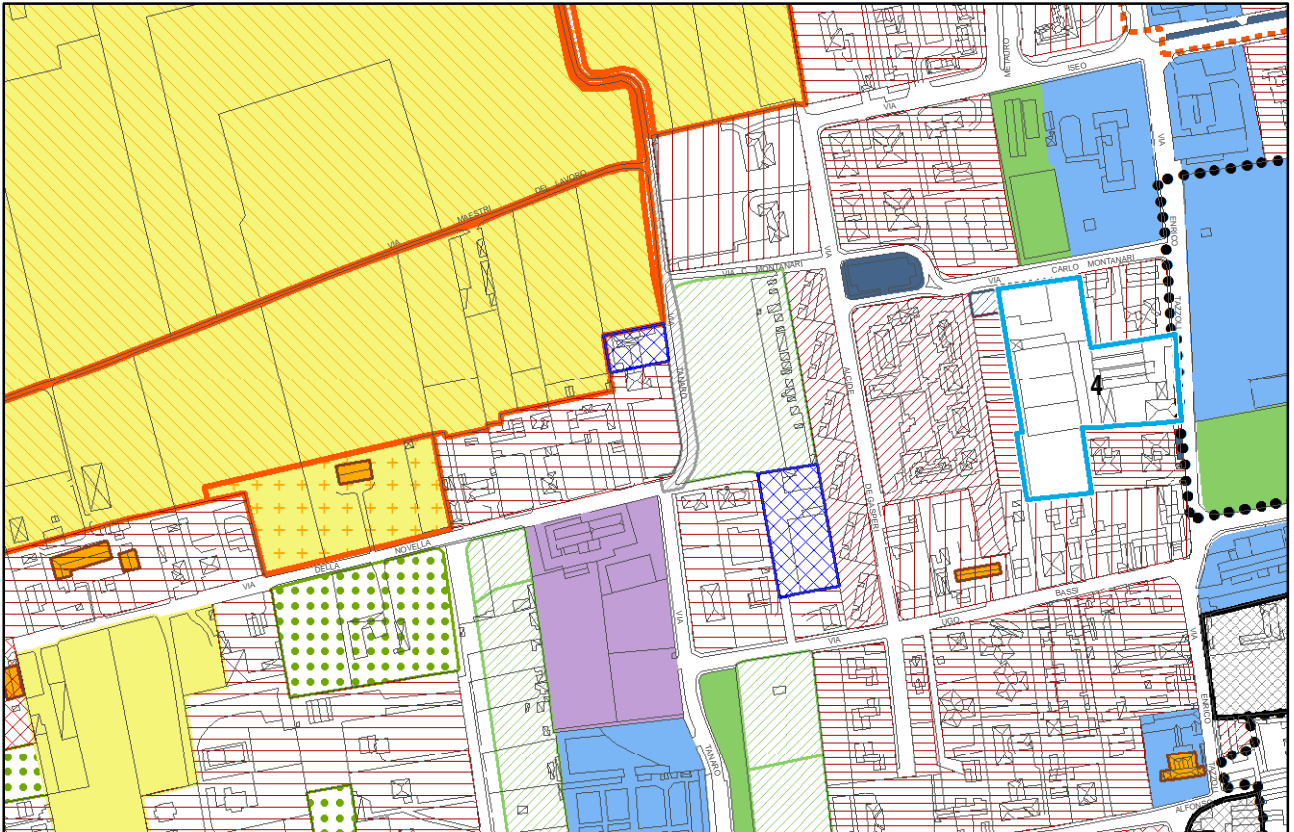 METAURO
ISEO
VIA
VIA
DEL LAVORO
MAESTRI
VIA
ENRICO
VIA
VIA C. MONTANARI
CARLO MONTANARI
VIA
TAZZOLI
VIA
TANARO
4
ALCIDE
DE GASPERI
NOVELLA
DELLA
VIA
BASSI
UGO
VIA
VIA
VIA
ENRICO
TANARO
TAZZOLI
ALFONSO